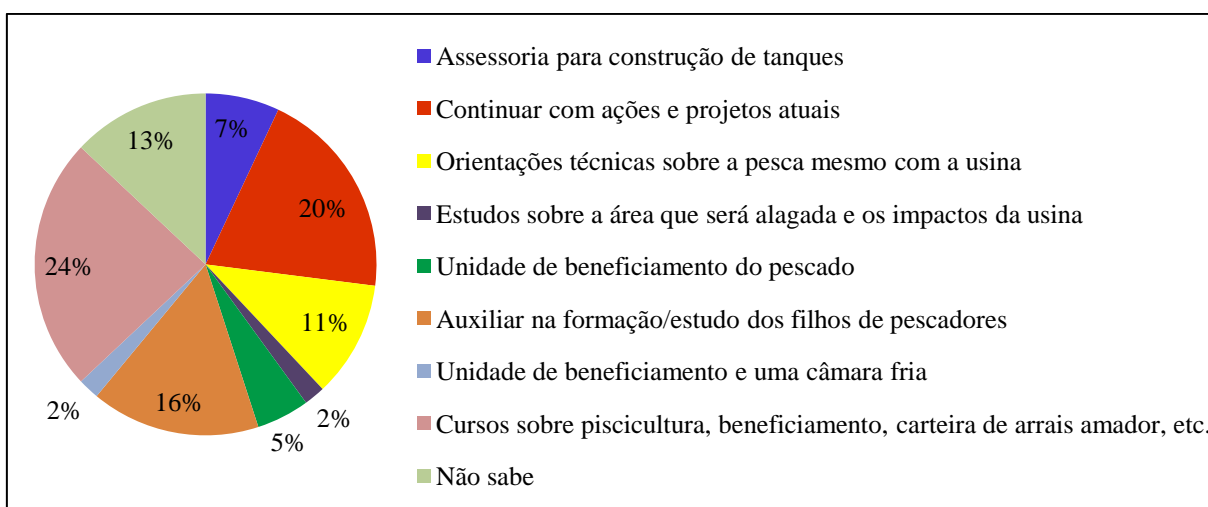 Assessoria para construção de tanques
Continuar com ações e projetos atuais
Orientações técnicas sobre a pesca mesmo com a usina
Estudos sobre a área que será alagada e os impactos da usina
Unidade de beneficiamento do pescado
Auxiliar na formação/estudo dos filhos de pescadores
Unidade de beneficiamento e uma câmara fria
Cursos sobre piscicultura, beneficiamento, carteira de arrais amador, etc.
Não sabe
7%
20%
11%
2%
5%
16%
2%
24%
13%